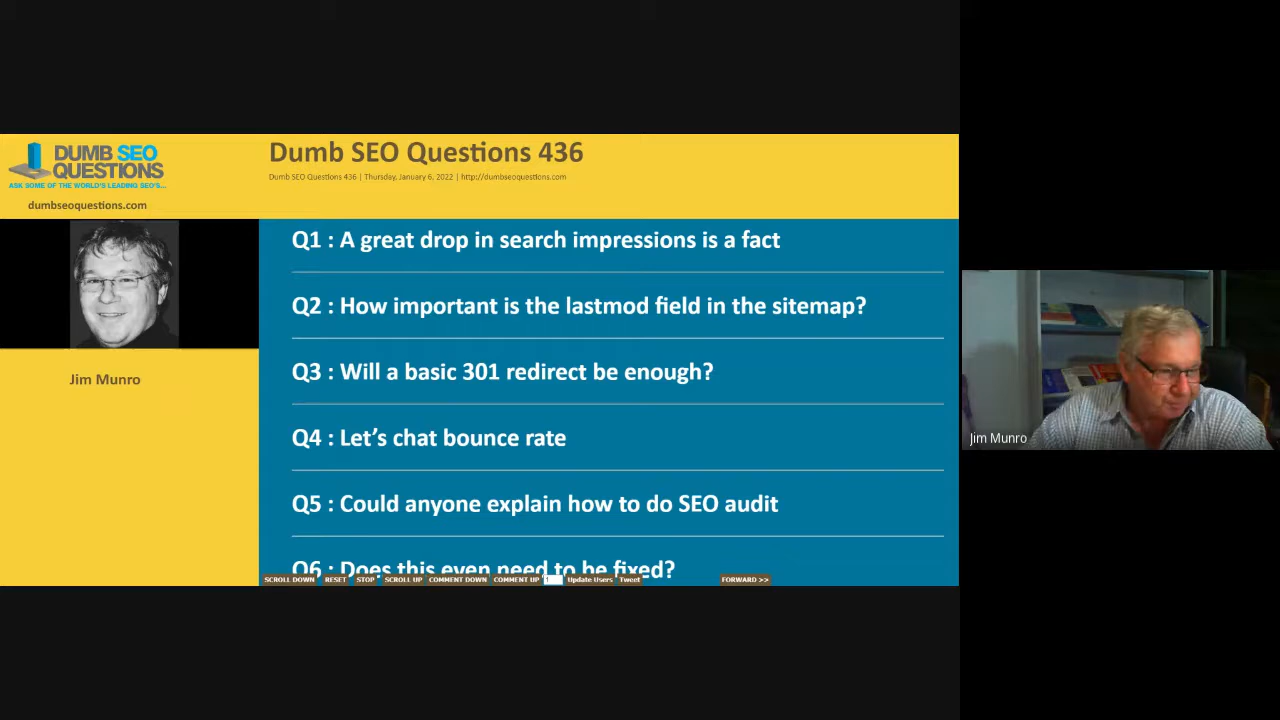 DUMB SEO
QUESTIONS
ASK SOME OF THE WORLD'S LEADING SEO'S...
dumbseoquestions.com
Dumb SEO Questions 436
Dumb SEO Questions 436 | Thursday, January 6, 2022 | http://dumbseoquestions.com
Jim Munro
Q1 : A great drop in search impressions is a fact
Q2 : How important is the lastmod field in the sitemap?
Q3 : Will a basic 301 redirect be enough?
Q4 : Let’s chat bounce rate
Q5 : Could anyone explain how to do SEO audit
Q6 : Does this even need to be fixed?
SCROLL DOWN RESET STOP SCROLL UP COMMENT DOWN COMMENT UP Update Users Tweet FORWARD >>
Jim Munro